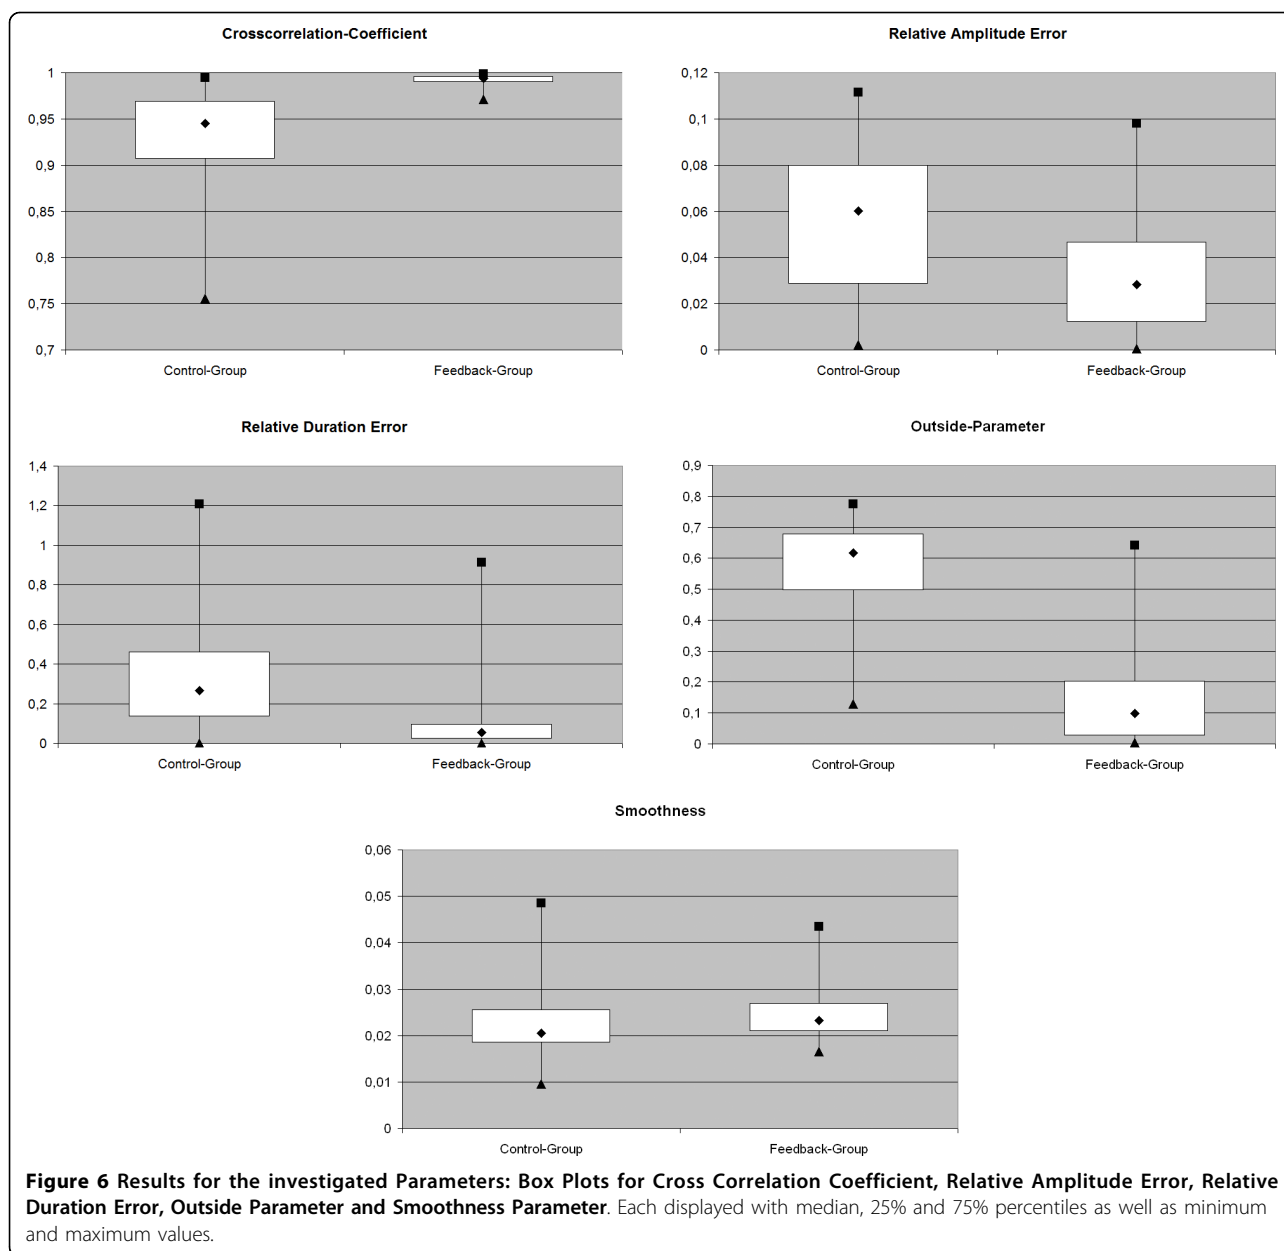 Crosscorrelation-Coefficient
1
0,95
0,9
0,85
0,8
0,75
0,7
Control-Group
Feedback-Group
Relative Amplitude Error
0,12
0,1
0,08
0,06
0,04
0,02
0
Control-Group
Feedback-Group
Relative Duration Error
1,4
1,2
1
0,8
0,6
0,4
0,2
0
Control-Group
Feedback-Group
Outside-Parameter
0,9
0,8
0,7
0,6
0,5
0,4
0,3
0,2
0,1
0
Control-Group
Feedback-Group
Smoothness
0,06
0,05
0,04
0,03
0,02
0,01
0
Control-Group
Feedback-Group
Figure 6 Results for the investigated Parameters: Box Plots for Cross Correlation Coefficient, Relative Amplitude Error, Relative
Duration Error, Outside Parameter and Smoothness Parameter. Each displayed with median, 25% and 75% percentiles as well as minimum
and maximum values.